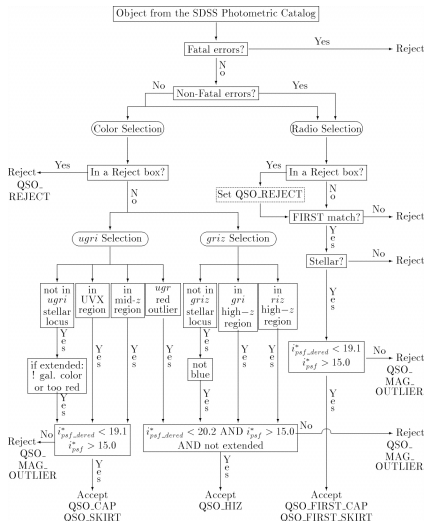 Object from the SDSS Photometric Catalog
Fatal errors?
Yes
Reject
No
No
Non-Fatal errors?
Yes
Color Selection
Radio Selection
Reject
QSO_
REJECT
Yes
In a Reject box?
No
Yes
In a Reject box?
No
Set QSO_REJECT
FIRST match?
No
Reject
Yes
ugri Selection
griz Selection
Stellar?
No
Reject
Yes
not in
ugri
stellar
locus
in
UVX
region
in
mid-z
region
ugr
red
outlier
not in
griz
stellar
locus
in
gri
high-z
region
in
riz
high-z
region
Yes
Yes
Yes
Yes
Yes
Yes
Yes
if extended:
! gal. color
or too red
Yes
not
blue
Yes
i*psf_dered < 19.1
i*psf > 15.0
No
Reject
QSO_
MAG_
OUTLIER
Yes
No
i*psf_dered < 19.1
i*psf > 15.0
Reject
QSO_
MAG_
OUTLIER
i*psf_dered < 20.2 AND i*psf > 15.0
AND not extended
No
Reject
QSO_
MAG_
OUTLIER
Yes
Yes
Accept
QSO_CAP
QSO_SKIRT
Accept
QSO_HIZ
Accept
QSO_FIRST_CAP
QSO_FIRST_SKIRT